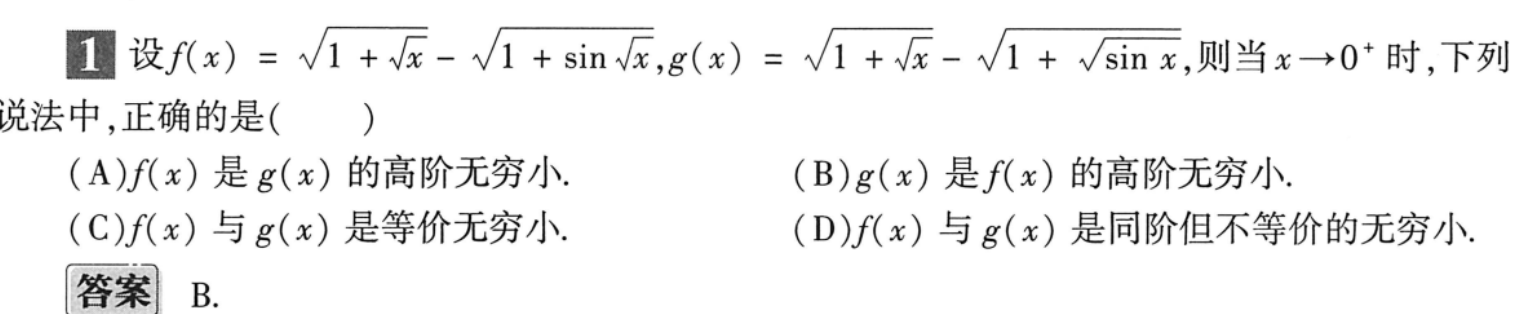 1 设f(x) = √(1 + √x) - √(1 + sin √x),g(x) = √(1 + √x) - √(1 + √(sin x)),则当x→0⁺时,下列
说法中,正确的是(  )
(A)f(x) 是 g(x) 的高阶无穷小. (B)g(x) 是f(x) 的高阶无穷小.
(C)f(x) 与 g(x) 是等价无穷小. (D)f(x) 与 g(x) 是同阶但不等价的无穷小.
答案 B.